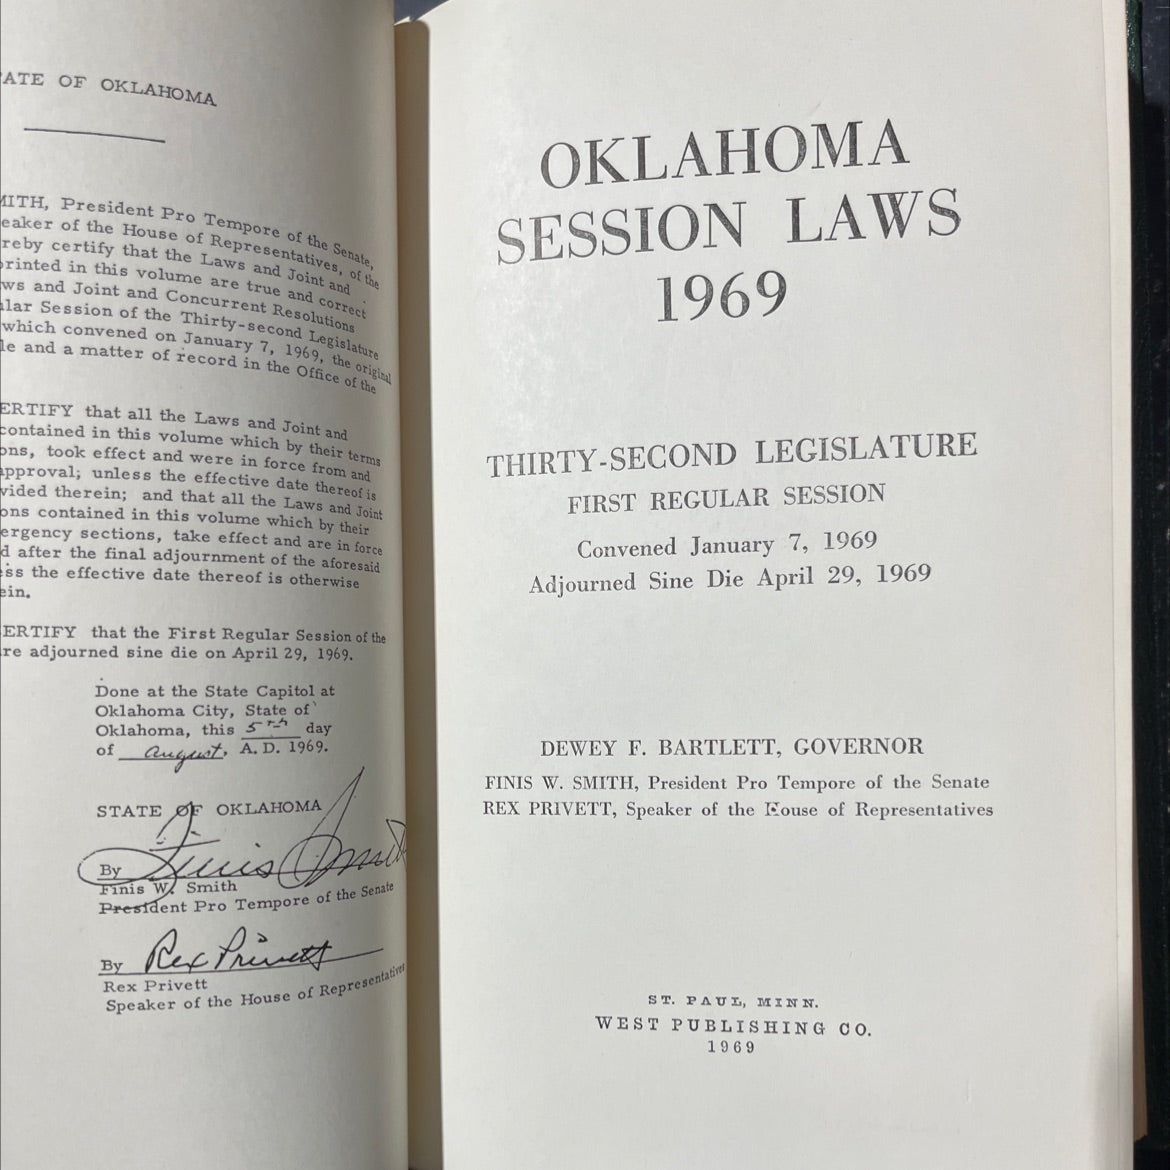 ATE OF OKLAHOMA
MITH, President Pro Tempore of the Senate,
eaker of the House of Representatives, of the
reby certify that the Laws and Joint and
printed in this volume are true and correct
ws and Joint and Concurrent Resolutions
lar Session of the Thirty-second Legislature
which convened on January 7, 1969, the original
le and a matter of record in the Office of the
ERTIFY that all the Laws and Joint and
contained in this volume which by their terms
ons, took effect and were in force from and
approval; unless the effective date thereof is
vided therein; and that all the Laws and Joint
ons contained in this volume which by their
ergency sections, take effect and are in force
d after the final adjournment of the aforesaid
ess the effective date thereof is otherwise
ein.
ERTIFY that the First Regular Session of the
re adjourned sine die on April 29, 1969.
Done at the State Capitol at
Oklahoma City, State of
Oklahoma, this 5th day
of august, A. D. 1969.
STATE OF OKLAHOMA
By Finis Smith
Finis W. Smith
President Pro Tempore of the Senate
By Rex Privett
Rex Privett
Speaker of the House of Representatives
OKLAHOMA
SESSION LAWS
1969
THIRTY-SECOND LEGISLATURE
FIRST REGULAR SESSION
Convened January 7, 1969
Adjourned Sine Die April 29, 1969
DEWEY F. BARTLETT, GOVERNOR
FINIS W. SMITH, President Pro Tempore of the Senate
REX PRIVETT, Speaker of the House of Representatives
ST. PAUL, MINN.
WEST PUBLISHING CO.
1969